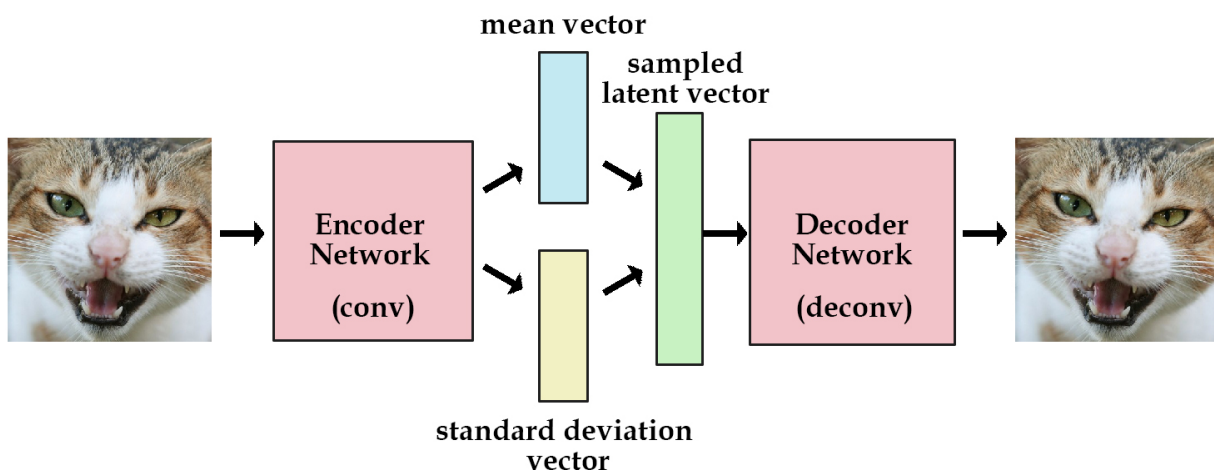 mean vector
sampled
latent vector
Encoder
Network
(conv)
Decoder
Network
(deconv)
standard deviation
vector